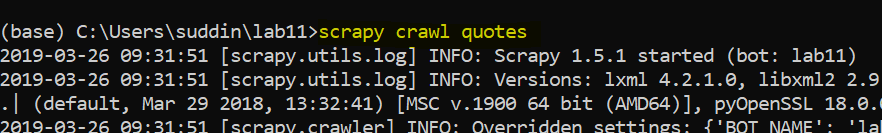 (base) C:\Users\suddin\lab11>scrapy crawl quotes
2019-03-26 09:31:51 [scrapy.utils.log] INFO: Scrapy 1.5.1 started (bot: lab11)
2019-03-26 09:31:51 [scrapy.utils.log] INFO: Versions: lxml 4.2.1.0, libxml2 2.9
.| (default, Mar 29 2018, 13:32:41) [MSC v.1900 64 bit (AMD64)], pyOpenSSL 18.0.
2019-03-26 09:31:51 [scrapy.crawler] INFO: Overridden settings: {'BOT_NAME': 'la